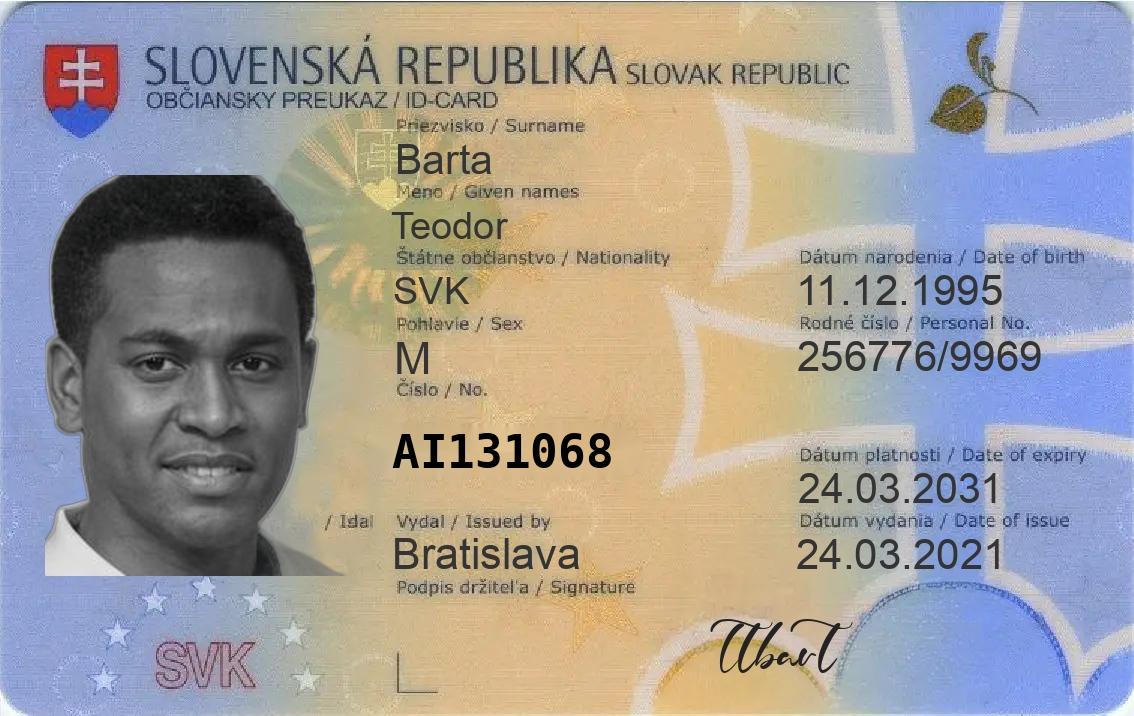 SLOVENSKÁ REPUBLIKA SLOVAK REPUBLIC
OBČIANSKY PREUKAZ / ID-CARD
Priezvisko / Surname
Barta
Meno / Given names
Teodor
Štátne občianstvo / Nationality
SVK
Dátum narodenia / Date of birth
11.12.1995
Pohlavie / Sex
M
Rodné číslo / Personal No.
256776/9969
Číslo / No.
AI131068
Dátum platnosti / Date of expiry
24.03.2031
/ Idal Vydal / Issued by
Bratislava
Dátum vydania / Date of issue
24.03.2021
Podpis držiteľa / Signature
SVK